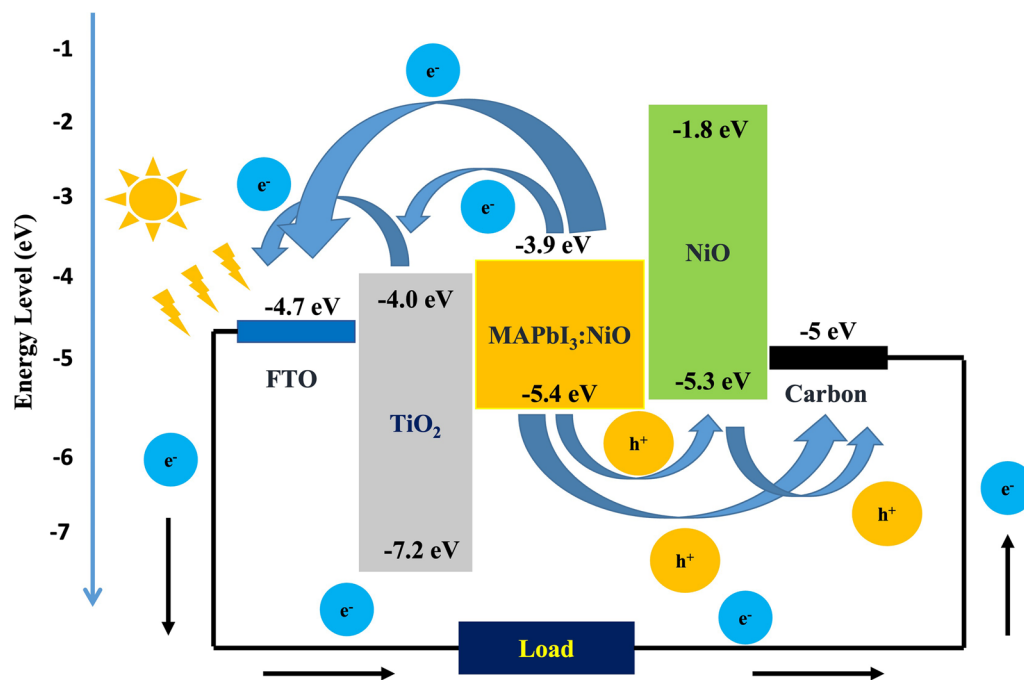 Energy Level (eV)
-1
-2
-3
-4
-5
-6
-7
e-
e-
e-
-1.8 eV
NiO
-5.3 eV
-3.9 eV
MAPbI₃:NiO
-5.4 eV
-4.7 eV
FTO
-4.0 eV
TiO₂
-7.2 eV
-5 eV
Carbon
h⁺
h⁺
h⁺
e-
e-
e-
e-
Load